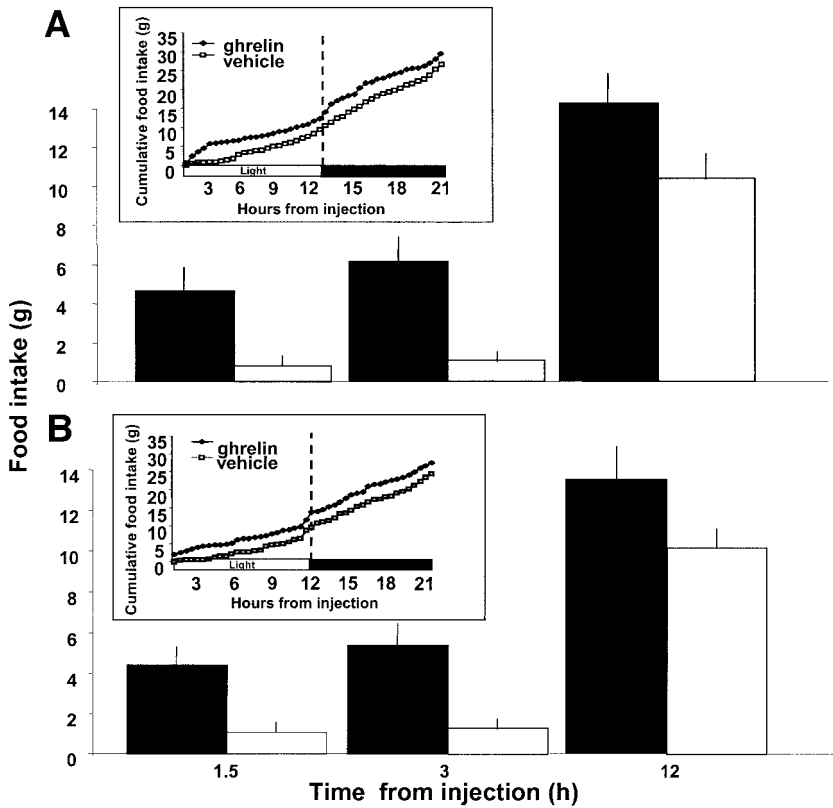 A
Cumulative food intake (g)
35
30
25
20
15
10
5
0
ghrelin
vehicle
Light
3 6 9 12 15 18 21
Hours from injection
14
12
10
8
6
4
2
0
Food intake (g)
B
Cumulative food intake (g)
35
30
25
20
15
10
5
0
ghrelin
vehicle
Light
3 6 9 12 15 18 21
Hours from injection
14
12
10
8
6
4
2
0
1.5 3 12
Time from injection (h)